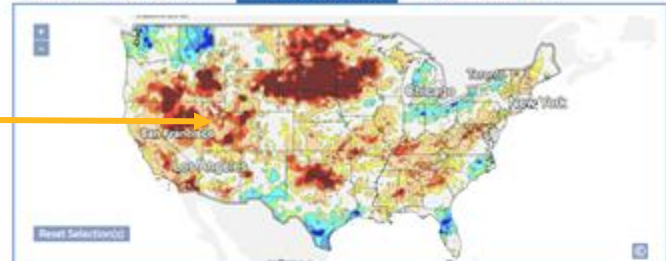 +
-
Toronto
Chicago
New York
San Francisco
Los Angeles
Reset Selection(s)